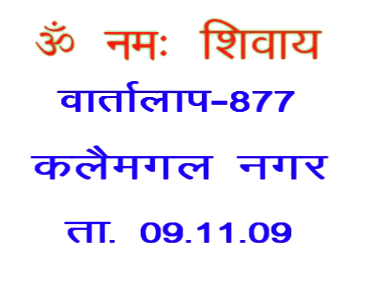 ॐ नमः शिवाय
वार्तालाप-877
कलैमगल नगर
ता. 09.11.09